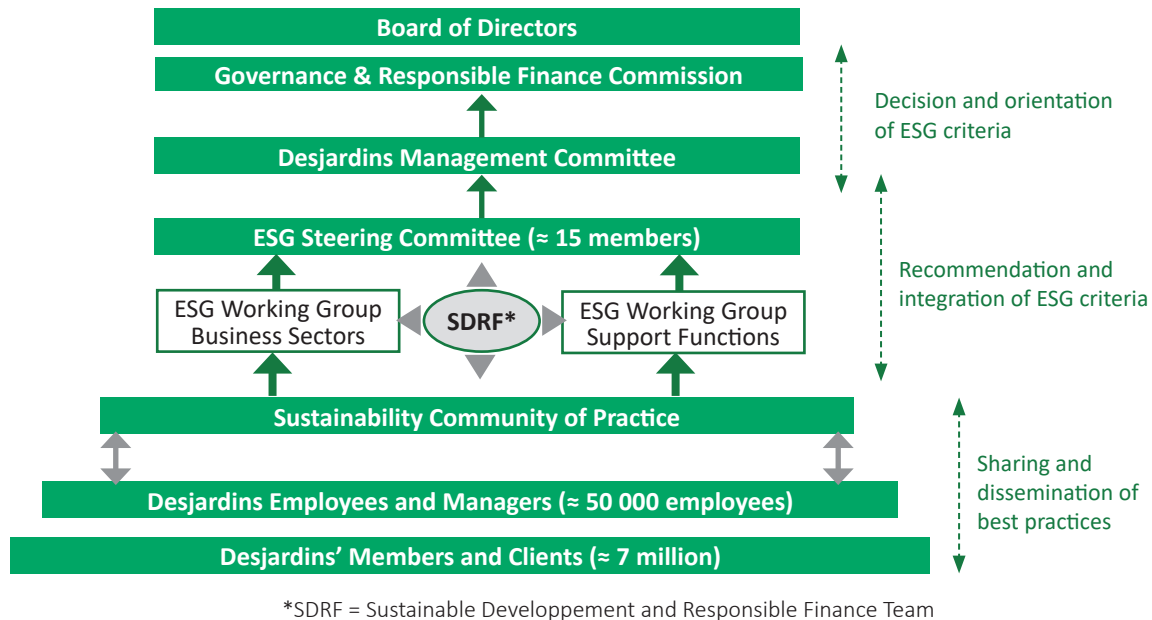 Board of Directors
Governance & Responsible Finance Commission
Decision and orientation
of ESG criteria
Desjardins Management Committee
ESG Steering Committee (≈ 15 members)
Recommendation and
integration of ESG criteria
ESG Working Group
Business Sectors
SDRF*
ESG Working Group
Support Functions
Sustainability Community of Practice
Sharing and
dissemination of
best practices
Desjardins Employees and Managers (≈ 50 000 employees)
Desjardins’ Members and Clients (≈ 7 million)
*SDRF = Sustainable Developpement and Responsible Finance Team